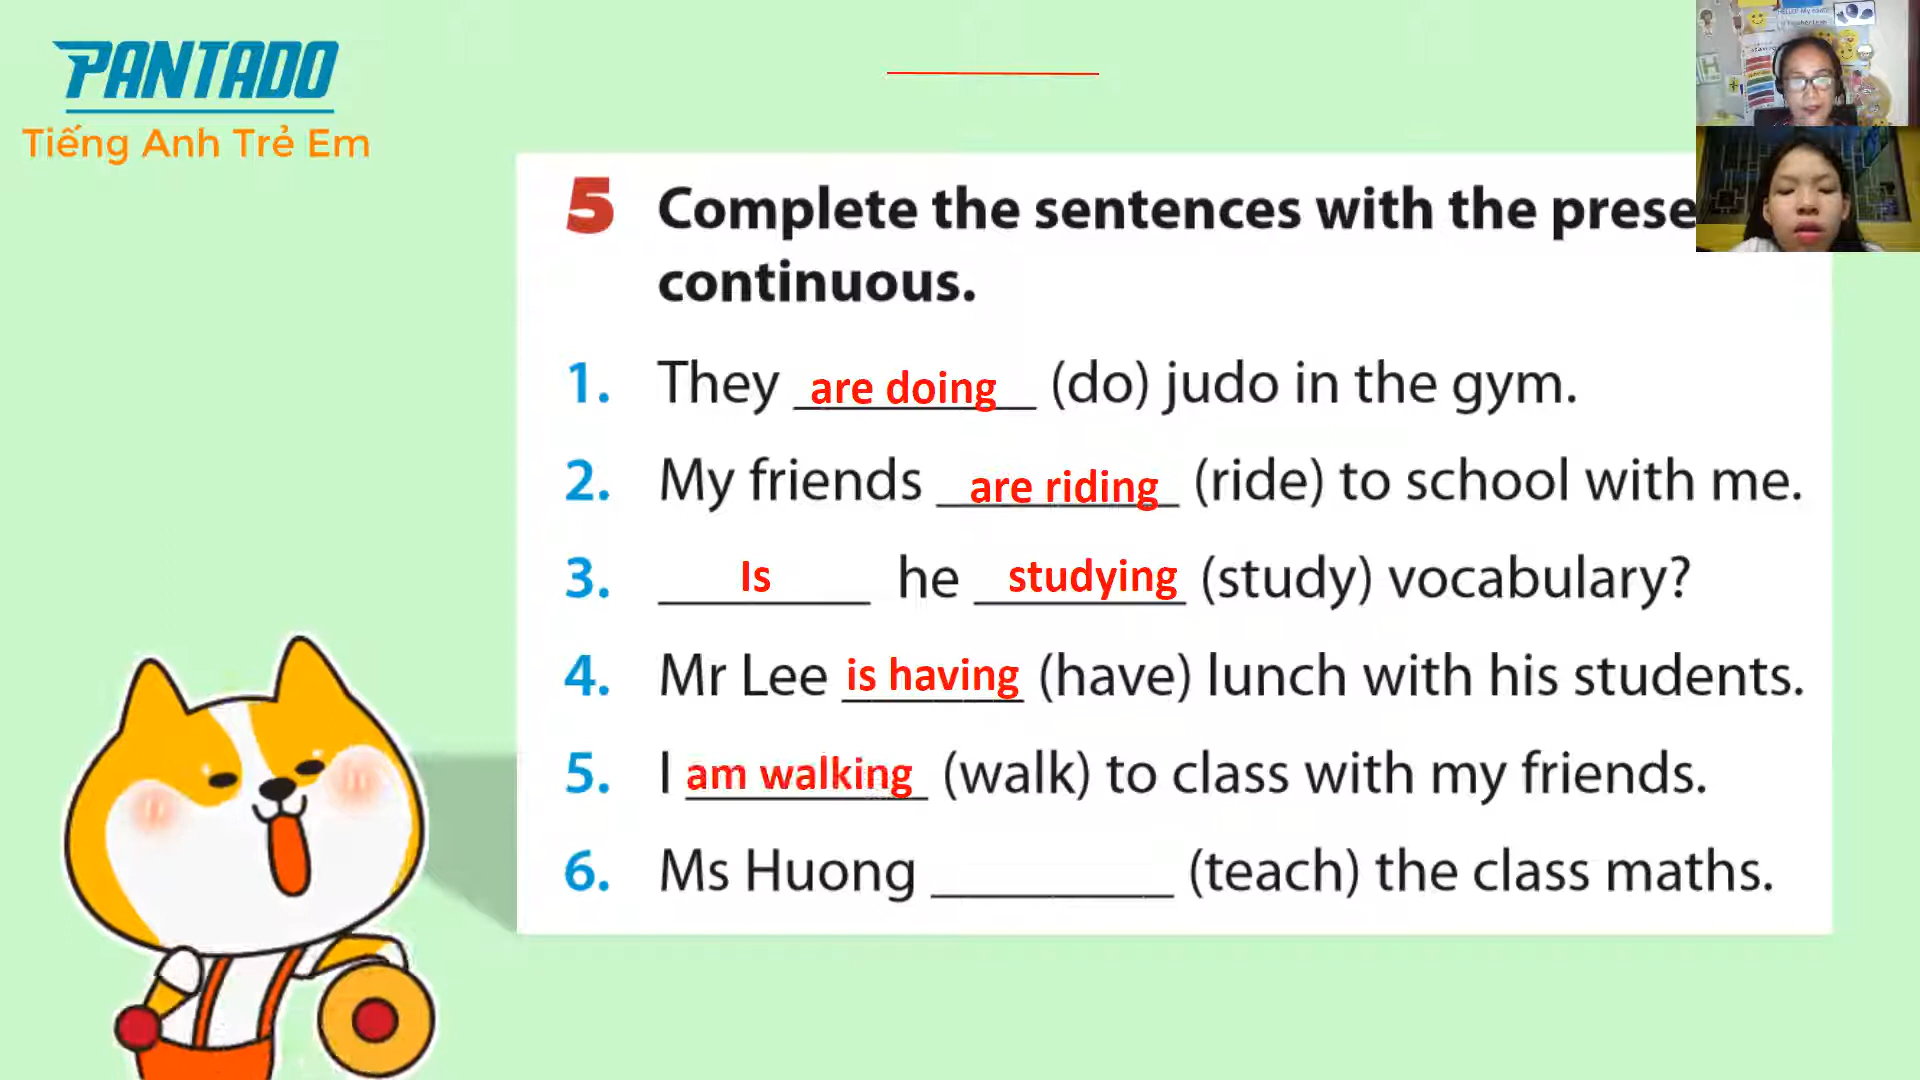 PANTADO
Tiếng Anh Trẻ Em
5 Complete the sentences with the prese
continuous.
1. They are doing (do) judo in the gym.
2. My friends are riding (ride) to school with me.
3. Is he studying (study) vocabulary?
4. Mr Lee is having (have) lunch with his students.
5. I am walking (walk) to class with my friends.
6. Ms Huong __________ (teach) the class maths.